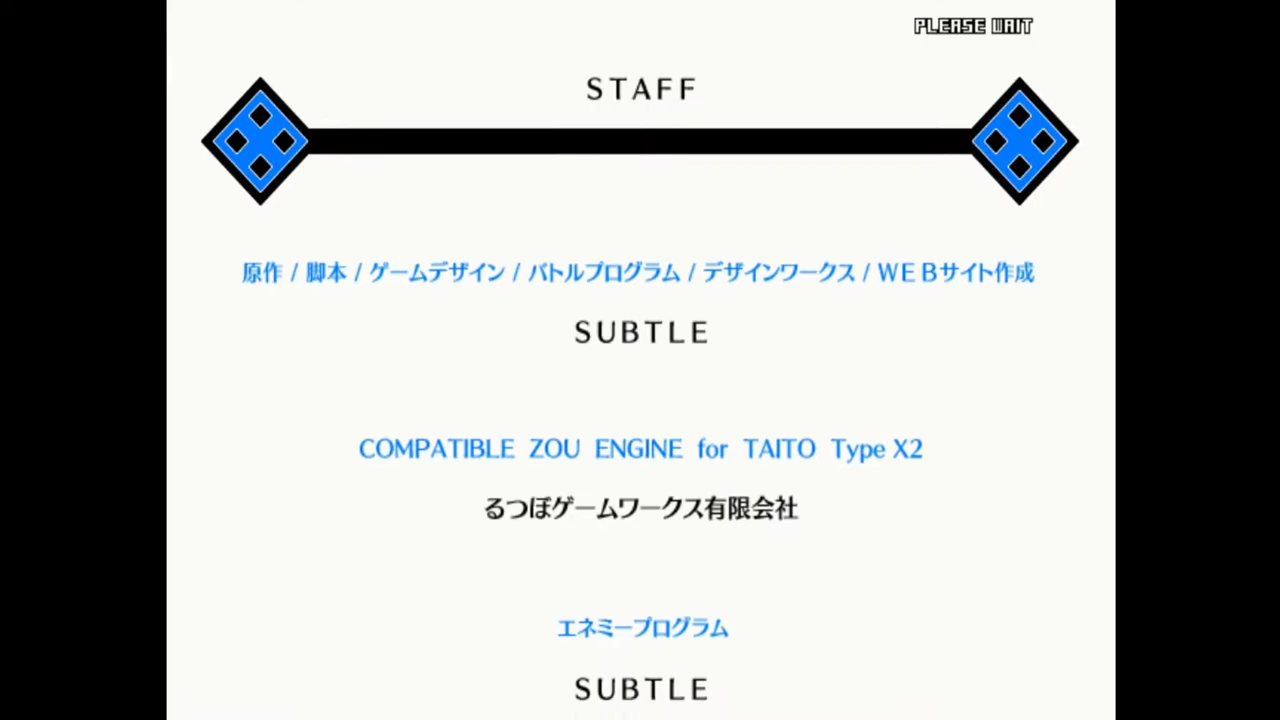 PLEASE WAIT
STAFF
原作 / 脚本 / ゲームデザイン / バトルプログラム / デザインワークス / ＷＥＢサイト作成
SUBTLE
COMPATIBLE ZOU ENGINE for TAITO Type X2
るつぼゲームワークス有限会社
エネミープログラム
SUBTLE